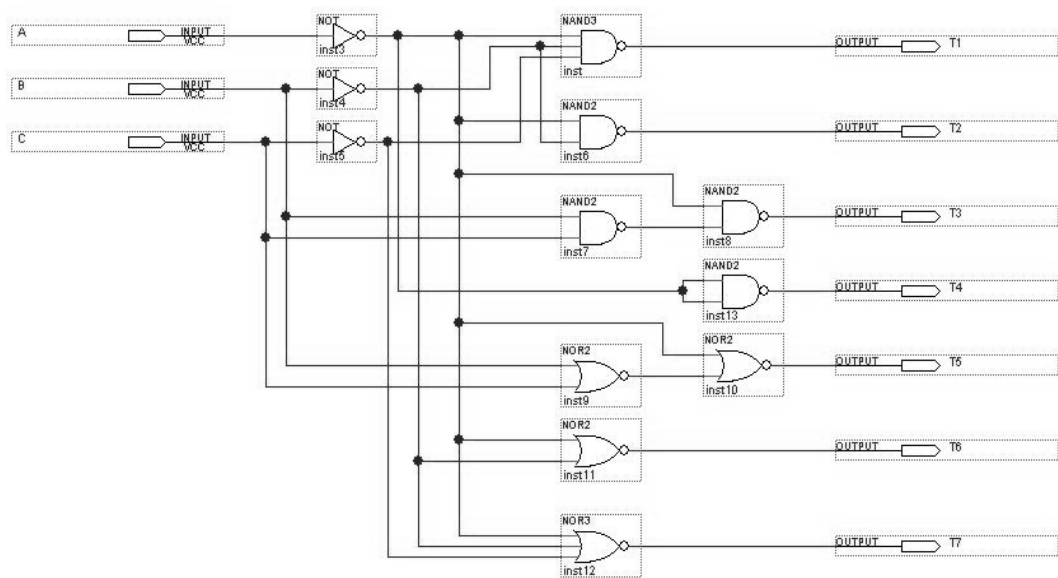 A INPUT VCC NOT inst3 NAND3 inst OUTPUT T1
B INPUT VCC NOT inst4 NAND2 inst6 OUTPUT T2
C INPUT VCC NOT inst5
NAND2 inst7 NAND2 inst8 OUTPUT T3
NAND2 inst13 OUTPUT T4
NOR2 inst9 NOR2 inst10 OUTPUT T5
NOR2 inst11 OUTPUT T6
NOR3 inst12 OUTPUT T7